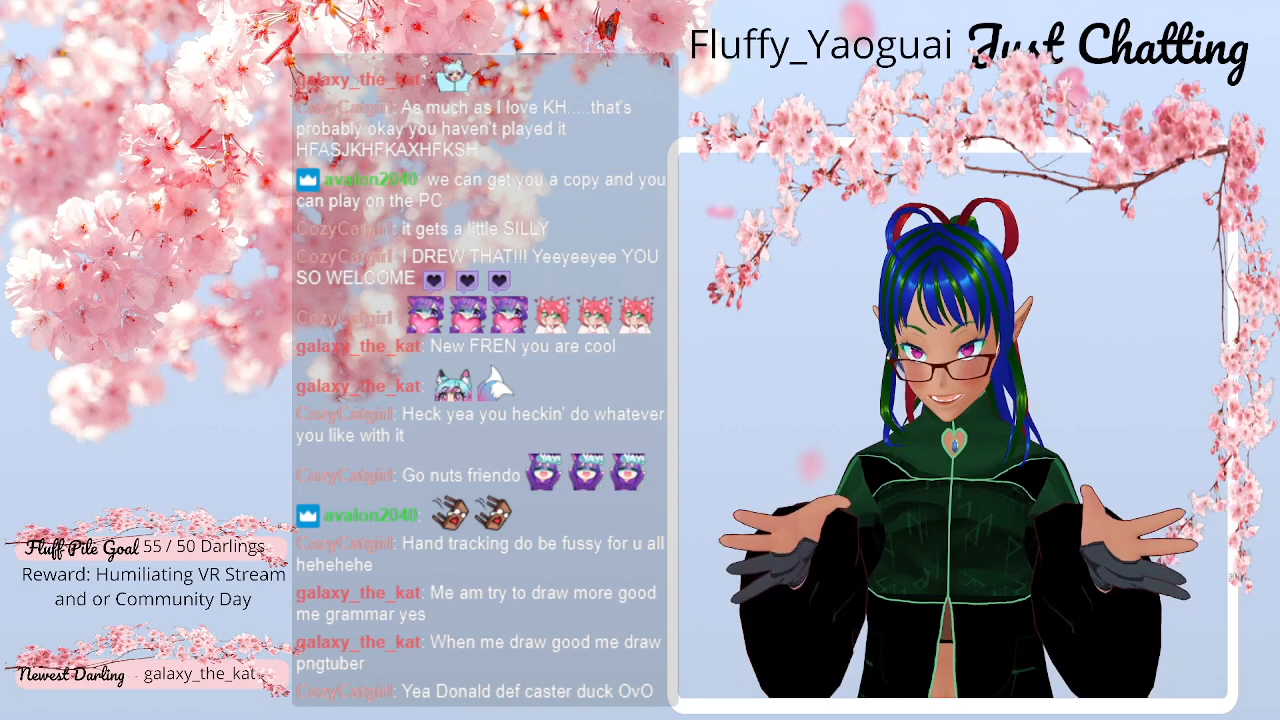 Fluffy_Yaoguai Just Chatting
galaxy_the_kat:
CozyCatgirl: As much as I love KH.....that's
probably okay you haven't played it
HFASJKHFKAXHFKSH
avalon2040: we can get you a copy and you
can play on the PC
CozyCatgirl: it gets a little SILLY
CozyCatgirl: I DREW THAT!!! Yeeyeeyee YOU
SO WELCOME
CozyCatgirl:
galaxy_the_kat: New FREN you are cool
galaxy_the_kat:
CozyCatgirl: Heck yea you heckin' do whatever
you like with it
CozyCatgirl: Go nuts friendo
YAY! YAY! YAY!
avalon2040:
CozyCatgirl: Hand tracking do be fussy for u all
hehehehe
galaxy_the_kat: Me am try to draw more good
me grammar yes
galaxy_the_kat: When me draw good me draw
pngtuber
CozyCatgirl: Yea Donald def caster duck OvO
Fluff Pile Goal 55 / 50 Darlings
Reward: Humiliating VR Stream
and or Community Day
Newest Darling galaxy_the_kat